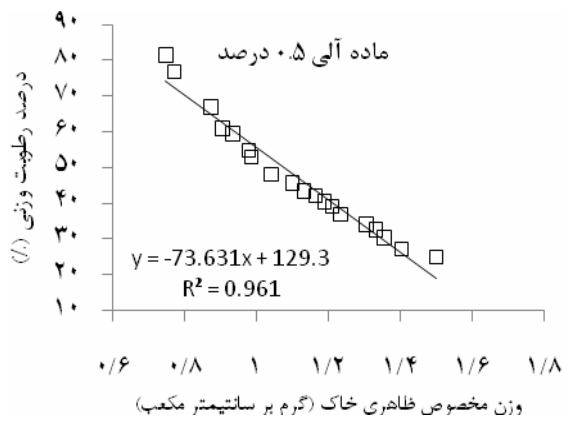 ماده آلی ۰.۵ درصد
درصد رطوبت وزنی (٪)
۹۰
۸۰
۷۰
۶۰
۵۰
۴۰
۳۰
۲۰
۱۰
y = -73.631x + 129.3
R² = 0.961
۰/۶ ۰/۸ ۱ ۱/۲ ۱/۴ ۱/۶ ۱/۸
وزن مخصوص ظاهری خاک (گرم بر سانتیمتر مکعب)